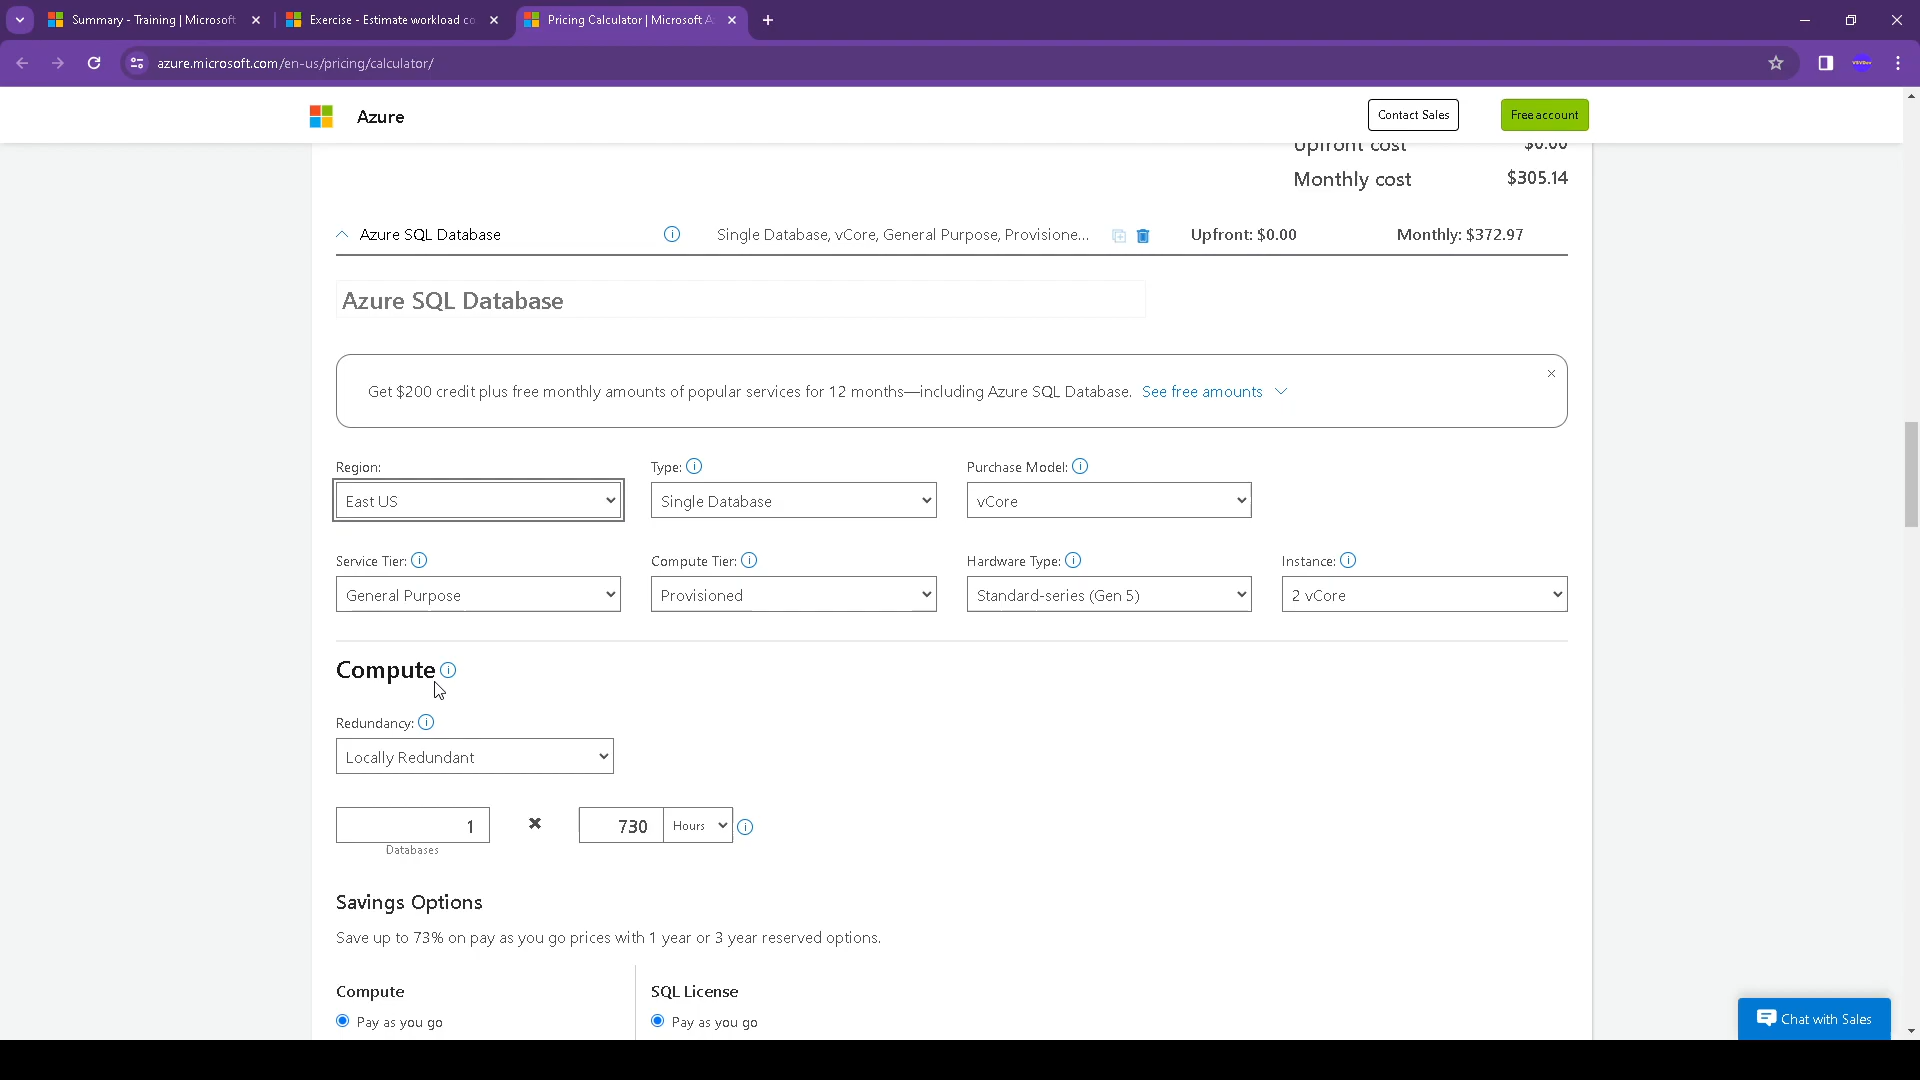 Summary - Training | Microsoft
Exercise - Estimate workload co
Pricing Calculator | Microsoft A
azure.microsoft.com/en-us/pricing/calculator/
Azure
Contact Sales
Free account
Upfront cost $0.00
Monthly cost $305.14
Azure SQL Database Single Database, vCore, General Purpose, Provisione... Upfront: $0.00 Monthly: $372.97
Azure SQL Database
Get $200 credit plus free monthly amounts of popular services for 12 months—including Azure SQL Database. See free amounts
Region: Type: Purchase Model:
East US Single Database vCore
Service Tier: Compute Tier: Hardware Type: Instance:
General Purpose Provisioned Standard-series (Gen 5) 2 vCore
Compute
Redundancy:
Locally Redundant
1 730 Hours
Databases
Savings Options
Save up to 73% on pay as you go prices with 1 year or 3 year reserved options.
Compute SQL License
Pay as you go Pay as you go
Chat with Sales